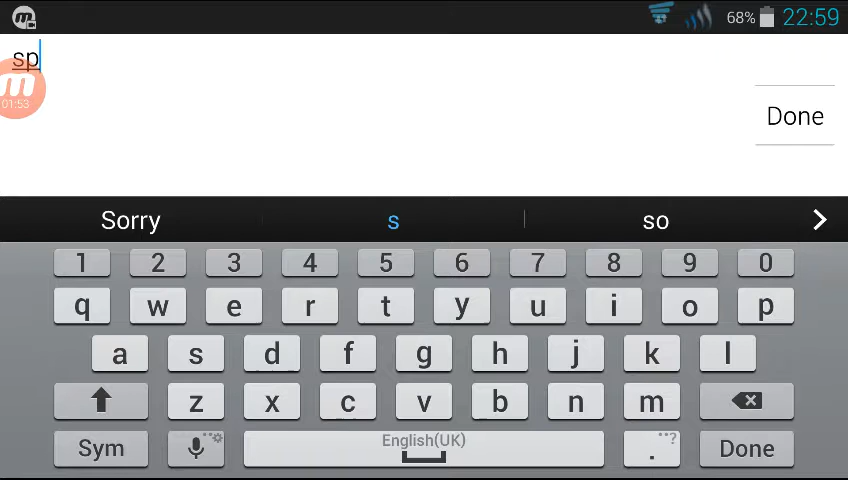 68% 22:59
sp
01:53
Done
Sorry s so
1 2 3 4 5 6 7 8 9 0
q w e r t y u i o p
a s d f g h j k l
z x c v b n m
English(UK)
Sym . Done